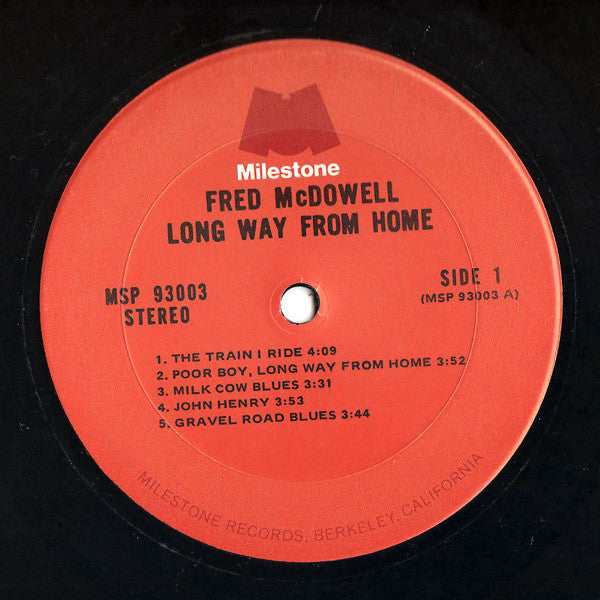 Milestone
FRED McDOWELL
LONG WAY FROM HOME
MSP 93003
STEREO
SIDE 1
(MSP 93003 A)
1. THE TRAIN I RIDE 4:09
2. POOR BOY, LONG WAY FROM HOME 3:52
3. MILK COW BLUES 3:31
4. JOHN HENRY 3:53
5. GRAVEL ROAD BLUES 3:44
MILESTONE RECORDS, BERKELEY, CALIFORNIA